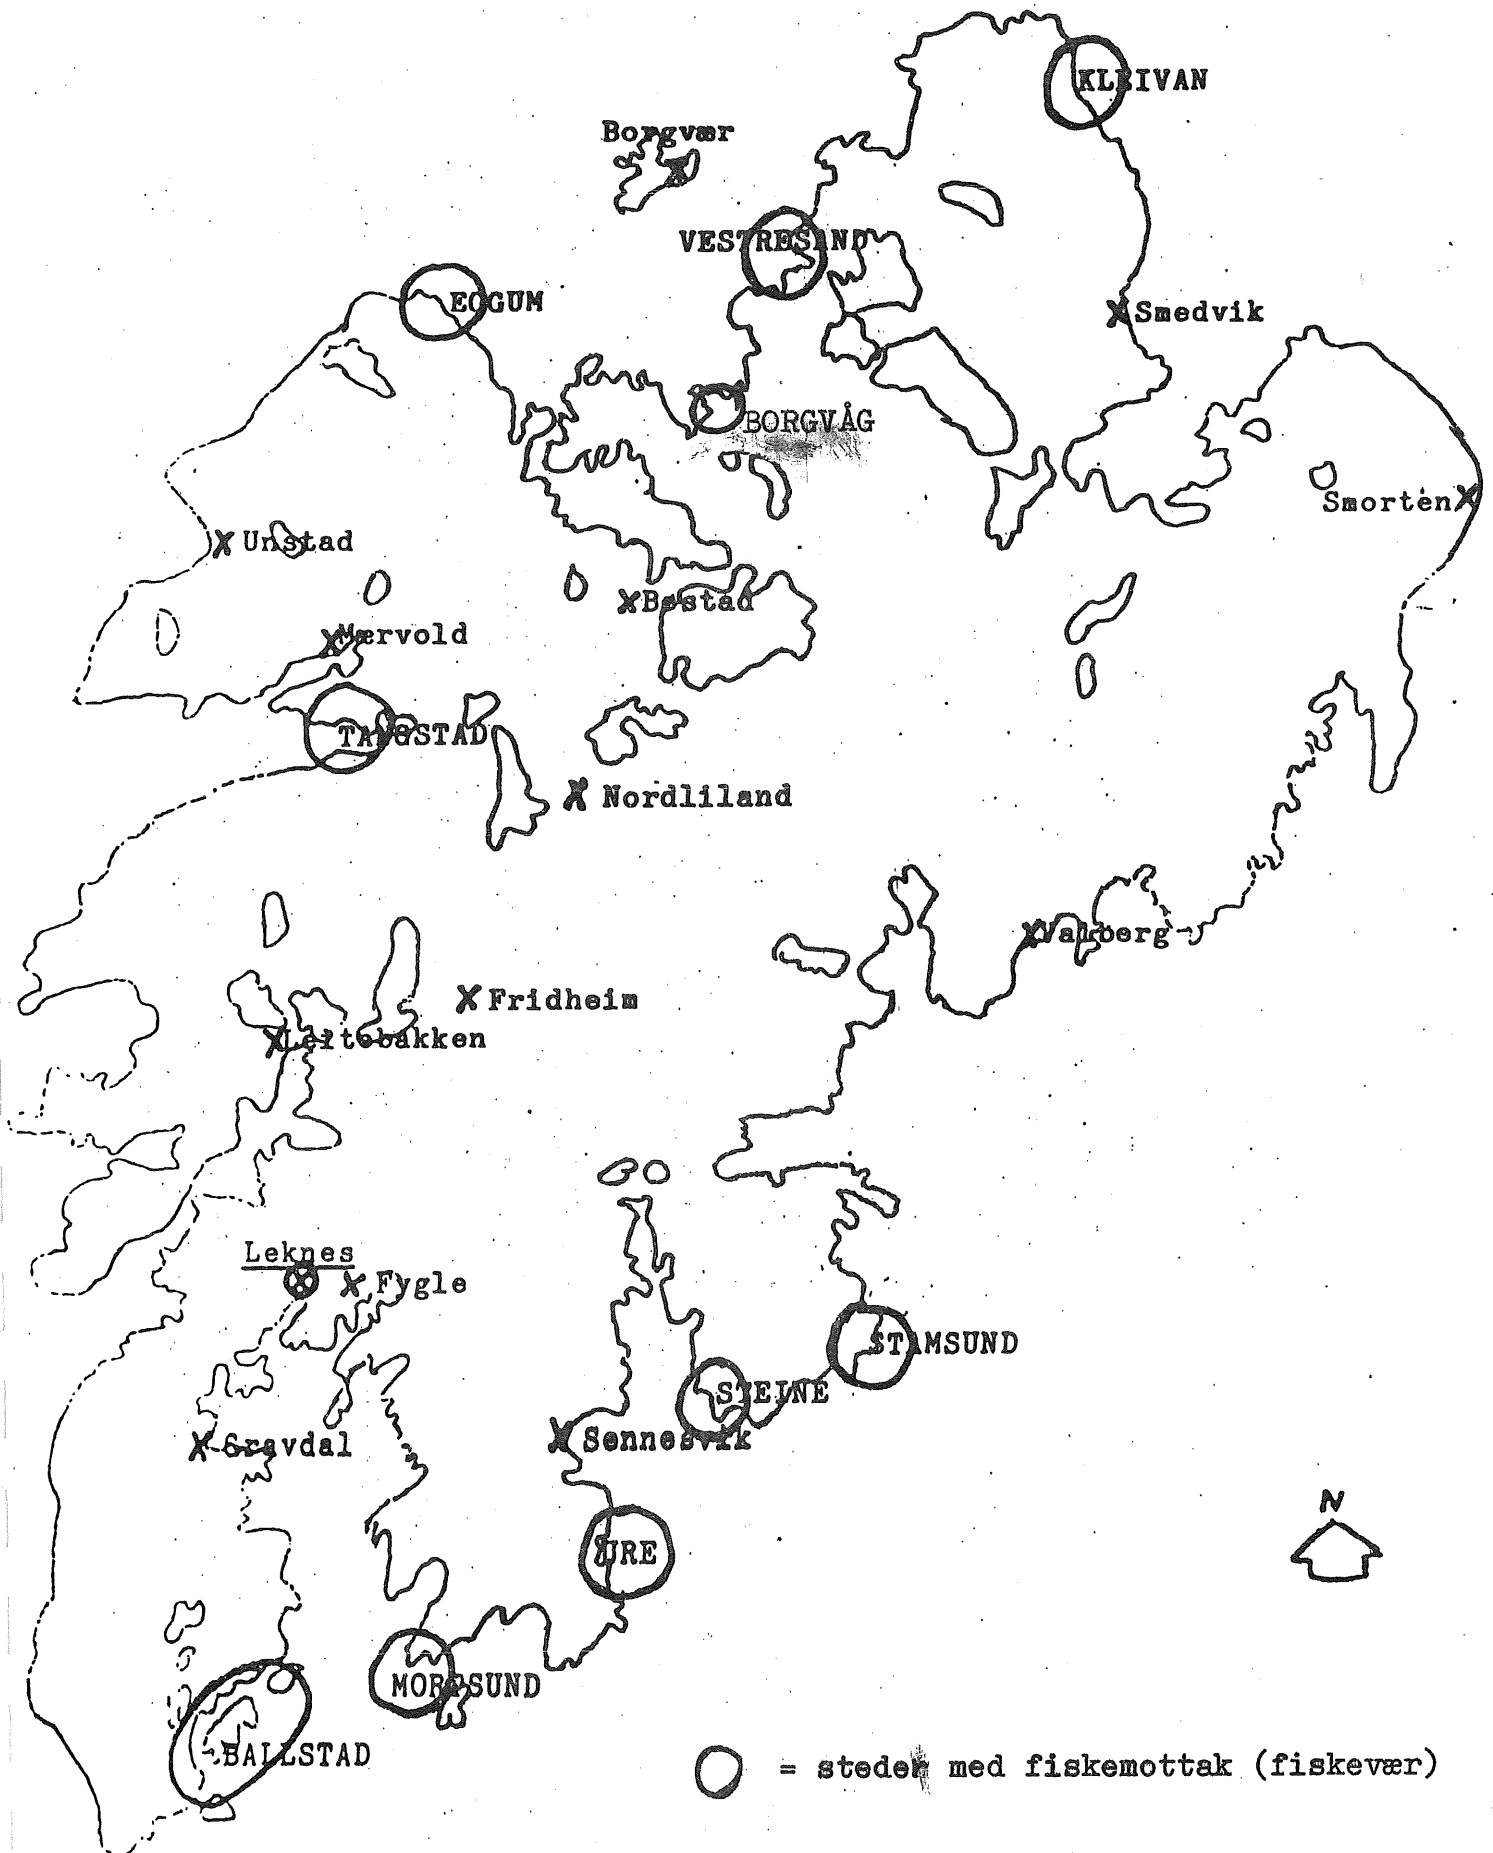 KLEIVAN
Borgvær
VESTRESAND
EGGUM
Smedvik
BORGVÅG
Smorten
Unstad
Bøstad
Mærvold
TANGSTAD
Nordliland
Valberg
Fridheim
Leitebakken
Leknes
Fygle
STAMSUND
STEINE
Gravdal
Sennesvik
N
URE
MORTSUND
BALLSTAD
= steder med fiskemottak (fiskevær)